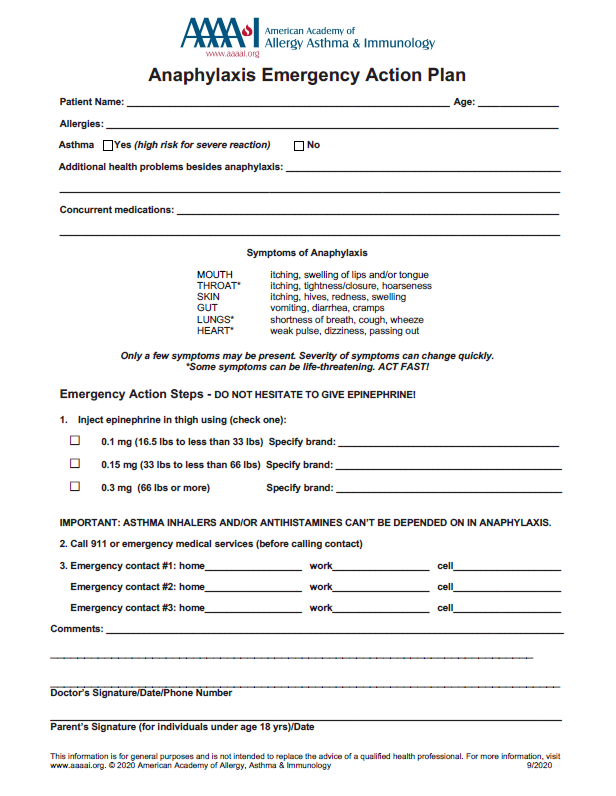 AAAAI American Academy of
Allergy Asthma & Immunology
www.aaaai.org
Anaphylaxis Emergency Action Plan
Patient Name: Age:
Allergies:
Asthma Yes (high risk for severe reaction) No
Additional health problems besides anaphylaxis:
Concurrent medications:
Symptoms of Anaphylaxis
MOUTH itching, swelling of lips and/or tongue
THROAT* itching, tightness/closure, hoarseness
SKIN itching, hives, redness, swelling
GUT vomiting, diarrhea, cramps
LUNGS* shortness of breath, cough, wheeze
HEART* weak pulse, dizziness, passing out
Only a few symptoms may be present. Severity of symptoms can change quickly.
*Some symptoms can be life-threatening. ACT FAST!
Emergency Action Steps - DO NOT HESITATE TO GIVE EPINEPHRINE!
1. Inject epinephrine in thigh using (check one):
0.1 mg (16.5 lbs to less than 33 lbs) Specify brand:
0.15 mg (33 lbs to less than 66 lbs) Specify brand:
0.3 mg (66 lbs or more) Specify brand:
IMPORTANT: ASTHMA INHALERS AND/OR ANTIHISTAMINES CAN'T BE DEPENDED ON IN ANAPHYLAXIS.
2. Call 911 or emergency medical services (before calling contact)
3. Emergency contact #1: home work cell
Emergency contact #2: home work cell
Emergency contact #3: home work cell
Comments:
Doctor's Signature/Date/Phone Number
Parent's Signature (for individuals under age 18 yrs)/Date
This information is for general purposes and is not intended to replace the advice of a qualified health professional. For more information, visit
www.aaaai.org. © 2020 American Academy of Allergy, Asthma & Immunology 9/2020